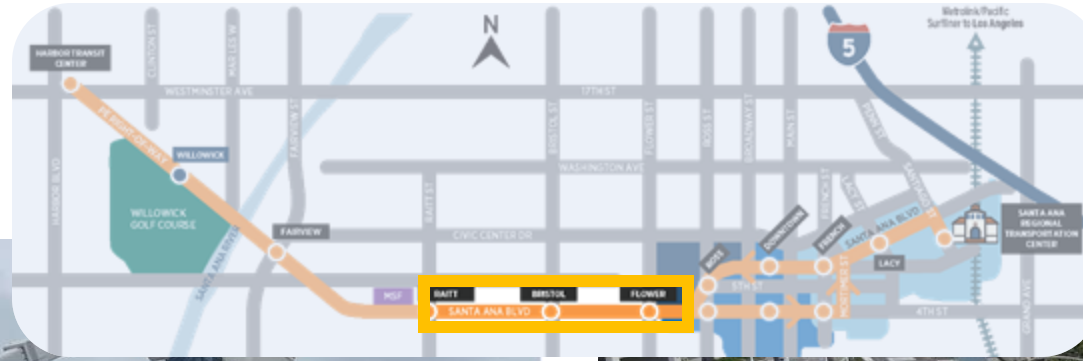 Metrolink/Pacific
Surfliner to Los Angeles
N
5
HARBOR TRANSIT
CENTER
CLINTON ST
WESTMINSTER AVE
17TH ST
PE RIGHT-OF-WAY
FAIRVIEW ST
BRISTOL ST
FLOWER ST
ROSS ST
BROADWAY ST
MAIN ST
PENN ST
WILLOWICK
WASHINGTON AVE
HARBOR BLVD
WILLOWICK
GOLF COURSE
RAITT ST
FRENCH ST
LACY ST
SANTIAGO ST
SANTA ANA
REGIONAL
TRANSPORTATION
CENTER
FAIRVIEW
CIVIC CENTER DR
DOWNTOWN
FRENCH
SANTA ANA BLVD
SANTA ANA RIVER
ROSS
LACY
5TH ST
MORTIMER ST
GRAND AVE
MSF
RAITT
BRISTOL
FLOWER
SANTA ANA BLVD
4TH ST